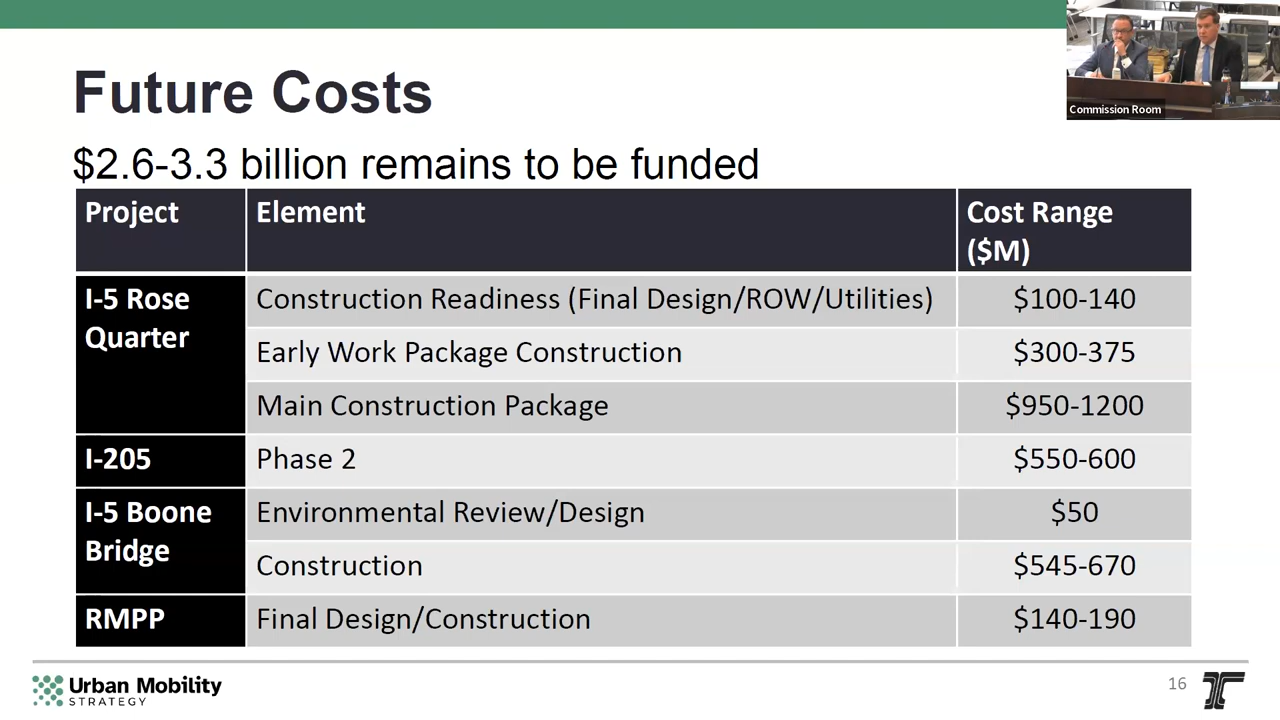 Commission Room
Future Costs
$2.6-3.3 billion remains to be funded
Project Element Cost Range
($M)
I-5 Rose Construction Readiness (Final Design/ROW/Utilities) $100-140
Quarter Early Work Package Construction $300-375
Main Construction Package $950-1200
I-205 Phase 2 $550-600
I-5 Boone Environmental Review/Design $50
Bridge Construction $545-670
RMPP Final Design/Construction $140-190
Urban Mobility
STRATEGY
16